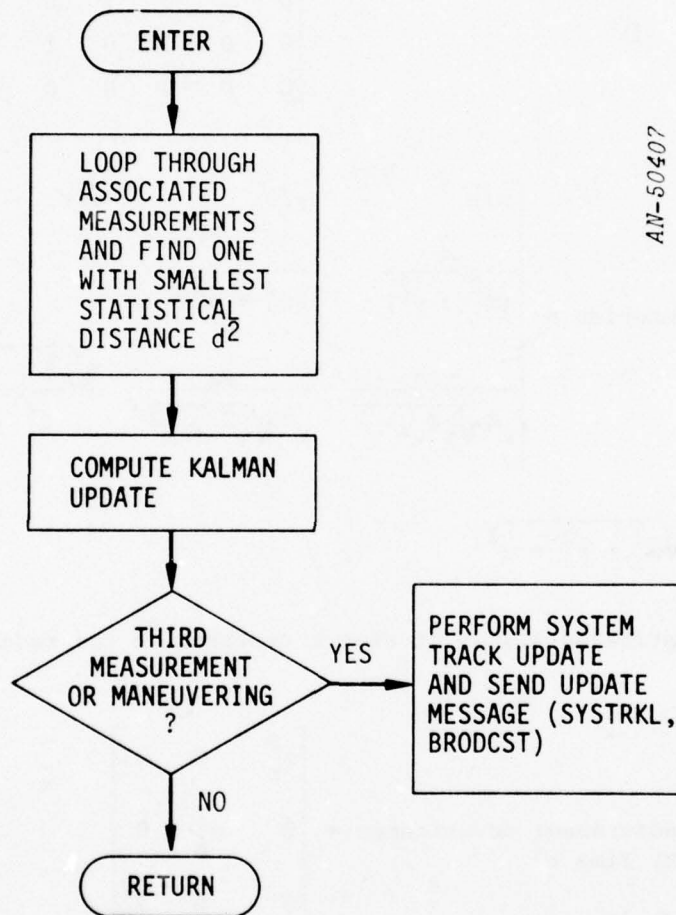 ENTER
LOOP THROUGH
ASSOCIATED
MEASUREMENTS
AND FIND ONE
WITH SMALLEST
STATISTICAL
DISTANCE d²
COMPUTE KALMAN
UPDATE
THIRD
MEASUREMENT
OR MANEUVERING
?
YES
PERFORM SYSTEM
TRACK UPDATE
AND SEND UPDATE
MESSAGE (SYSTRKL,
BRODCST)
NO
RETURN
AN-50407